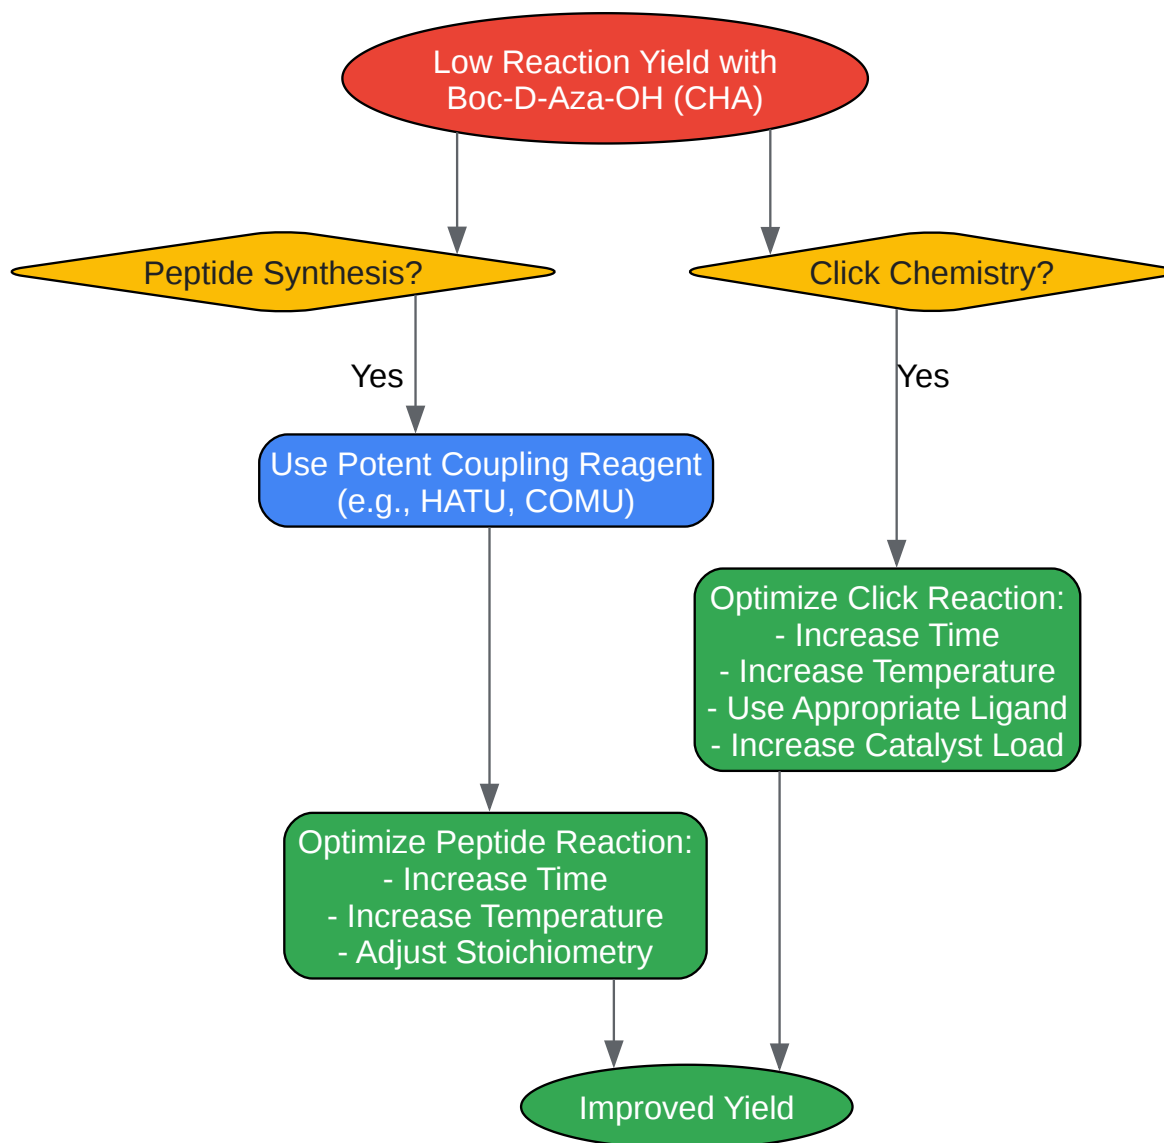 Low Reaction Yield with
Boc-D-Aza-OH (CHA)
Peptide Synthesis?
Click Chemistry?
Yes
Yes
Use Potent Coupling Reagent
(e.g., HATU, COMU)
Optimize Click Reaction:
- Increase Time
- Increase Temperature
- Use Appropriate Ligand
- Increase Catalyst Load
Optimize Peptide Reaction:
- Increase Time
- Increase Temperature
- Adjust Stoichiometry
Improved Yield